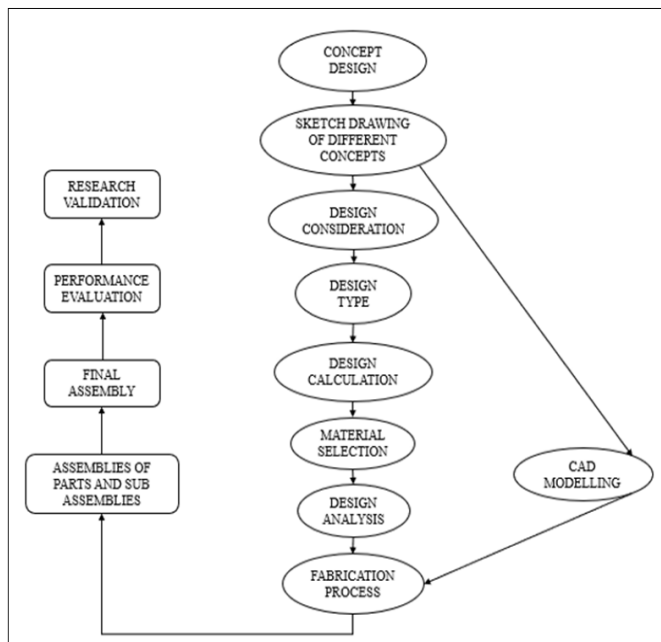 CONCEPT
DESIGN
SKETCH DRAWING
OF DIFFERENT
CONCEPTS
DESIGN
CONSIDERATION
DESIGN
TYPE
DESIGN
CALCULATION
MATERIAL
SELECTION
DESIGN
ANALYSIS
FABRICATION
PROCESS
CAD
MODELLING
RESEARCH
VALIDATION
PERFORMANCE
EVALUATION
FINAL
ASSEMBLY
ASSEMBLIES OF
PARTS AND SUB
ASSEMBLIES